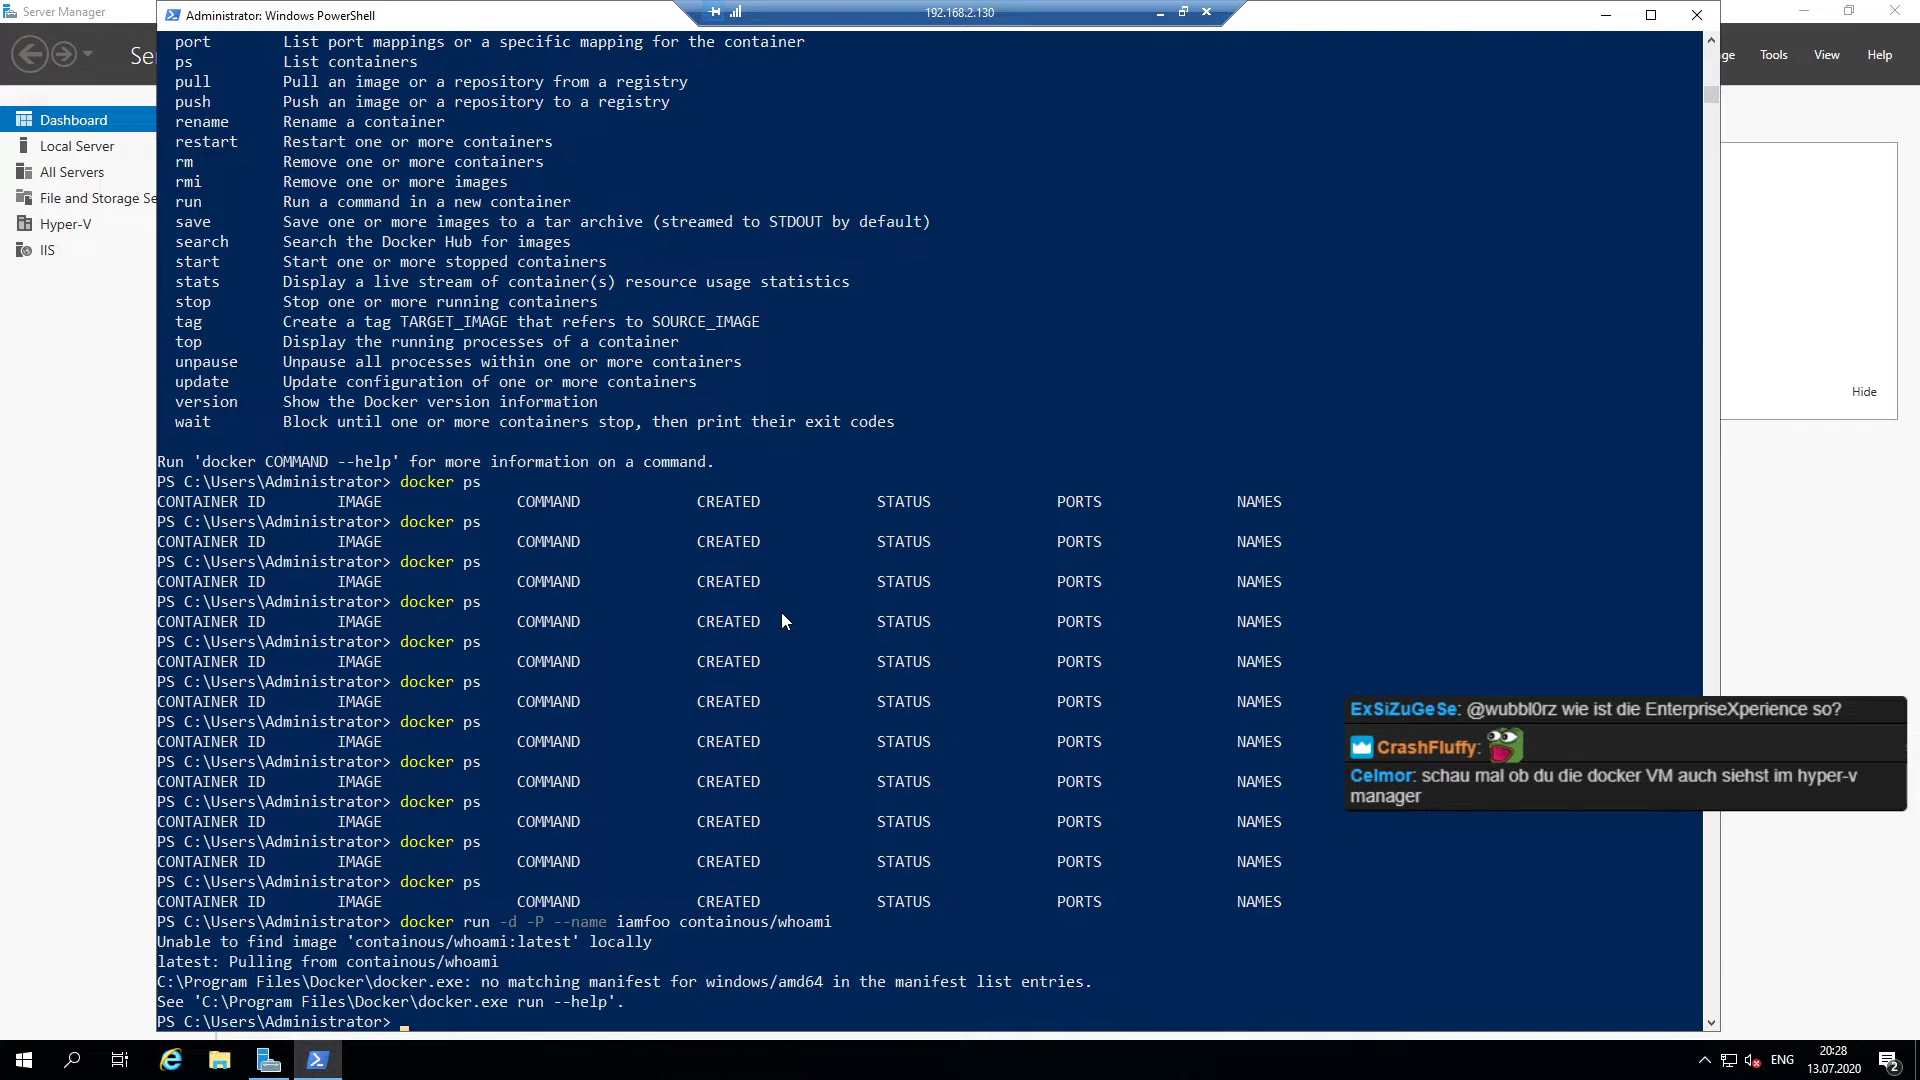 Server Manager
Administrator: Windows PowerShell
192.168.2.130
Ser
ge
Tools
View
Help
Dashboard
Local Server
All Servers
File and Storage Se
Hyper-V
IIS
Hide
port List port mappings or a specific mapping for the container
ps List containers
pull Pull an image or a repository from a registry
push Push an image or a repository to a registry
rename Rename a container
restart Restart one or more containers
rm Remove one or more containers
rmi Remove one or more images
run Run a command in a new container
save Save one or more images to a tar archive (streamed to STDOUT by default)
search Search the Docker Hub for images
start Start one or more stopped containers
stats Display a live stream of container(s) resource usage statistics
stop Stop one or more running containers
tag Create a tag TARGET_IMAGE that refers to SOURCE_IMAGE
top Display the running processes of a container
unpause Unpause all processes within one or more containers
update Update configuration of one or more containers
version Show the Docker version information
wait Block until one or more containers stop, then print their exit codes
Run 'docker COMMAND --help' for more information on a command.
PS C:\Users\Administrator> docker ps
CONTAINER ID IMAGE COMMAND CREATED STATUS PORTS NAMES
PS C:\Users\Administrator> docker ps
CONTAINER ID IMAGE COMMAND CREATED STATUS PORTS NAMES
PS C:\Users\Administrator> docker ps
CONTAINER ID IMAGE COMMAND CREATED STATUS PORTS NAMES
PS C:\Users\Administrator> docker ps
CONTAINER ID IMAGE COMMAND CREATED STATUS PORTS NAMES
PS C:\Users\Administrator> docker ps
CONTAINER ID IMAGE COMMAND CREATED STATUS PORTS NAMES
PS C:\Users\Administrator> docker ps
CONTAINER ID IMAGE COMMAND CREATED STATUS PORTS NAMES
PS C:\Users\Administrator> docker ps
CONTAINER ID IMAGE COMMAND CREATED STATUS PORTS NAMES
PS C:\Users\Administrator> docker ps
CONTAINER ID IMAGE COMMAND CREATED STATUS PORTS NAMES
PS C:\Users\Administrator> docker ps
CONTAINER ID IMAGE COMMAND CREATED STATUS PORTS NAMES
PS C:\Users\Administrator> docker ps
CONTAINER ID IMAGE COMMAND CREATED STATUS PORTS NAMES
PS C:\Users\Administrator> docker ps
CONTAINER ID IMAGE COMMAND CREATED STATUS PORTS NAMES
PS C:\Users\Administrator> docker run -d -P --name iamfoo containous/whoami
Unable to find image 'containous/whoami:latest' locally
latest: Pulling from containous/whoami
C:\Program Files\Docker\docker.exe: no matching manifest for windows/amd64 in the manifest list entries.
See 'C:\Program Files\Docker\docker.exe run --help'.
PS C:\Users\Administrator>
ExSiZuGeSe: @wubbl0rz wie ist die EnterpriseXperience so?
CrashFluffy:
Celmor: schau mal ob du die docker VM auch siehst im hyper-v
manager
ENG
20:28
13.07.2020
2